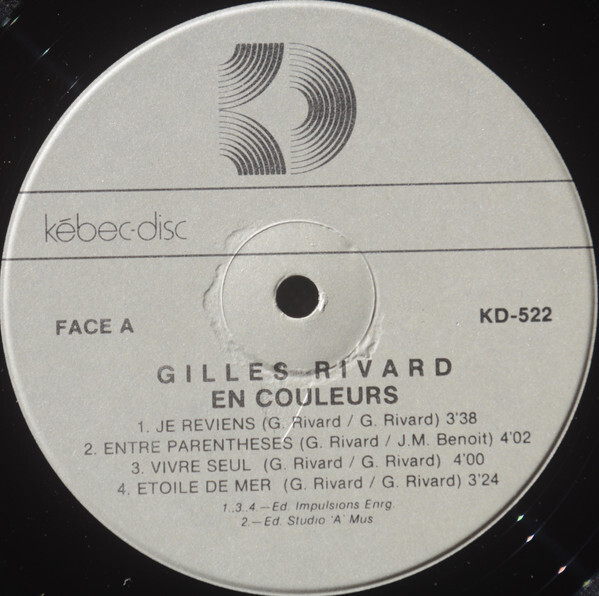 kébec-disc
FACE A
KD-522
GILLES RIVARD
EN COULEURS
1. JE REVIENS (G. Rivard / G. Rivard) 3'38
2. ENTRE PARENTHESES (G. Rivard / J.M. Benoit) 4'02
3. VIVRE SEUL (G. Rivard / G. Rivard) 4'00
4. ETOILE DE MER (G. Rivard / G. Rivard) 3'24
1..3..4.—Ed. Impulsions Enrg.
2.—Ed. Studio 'A' Mus